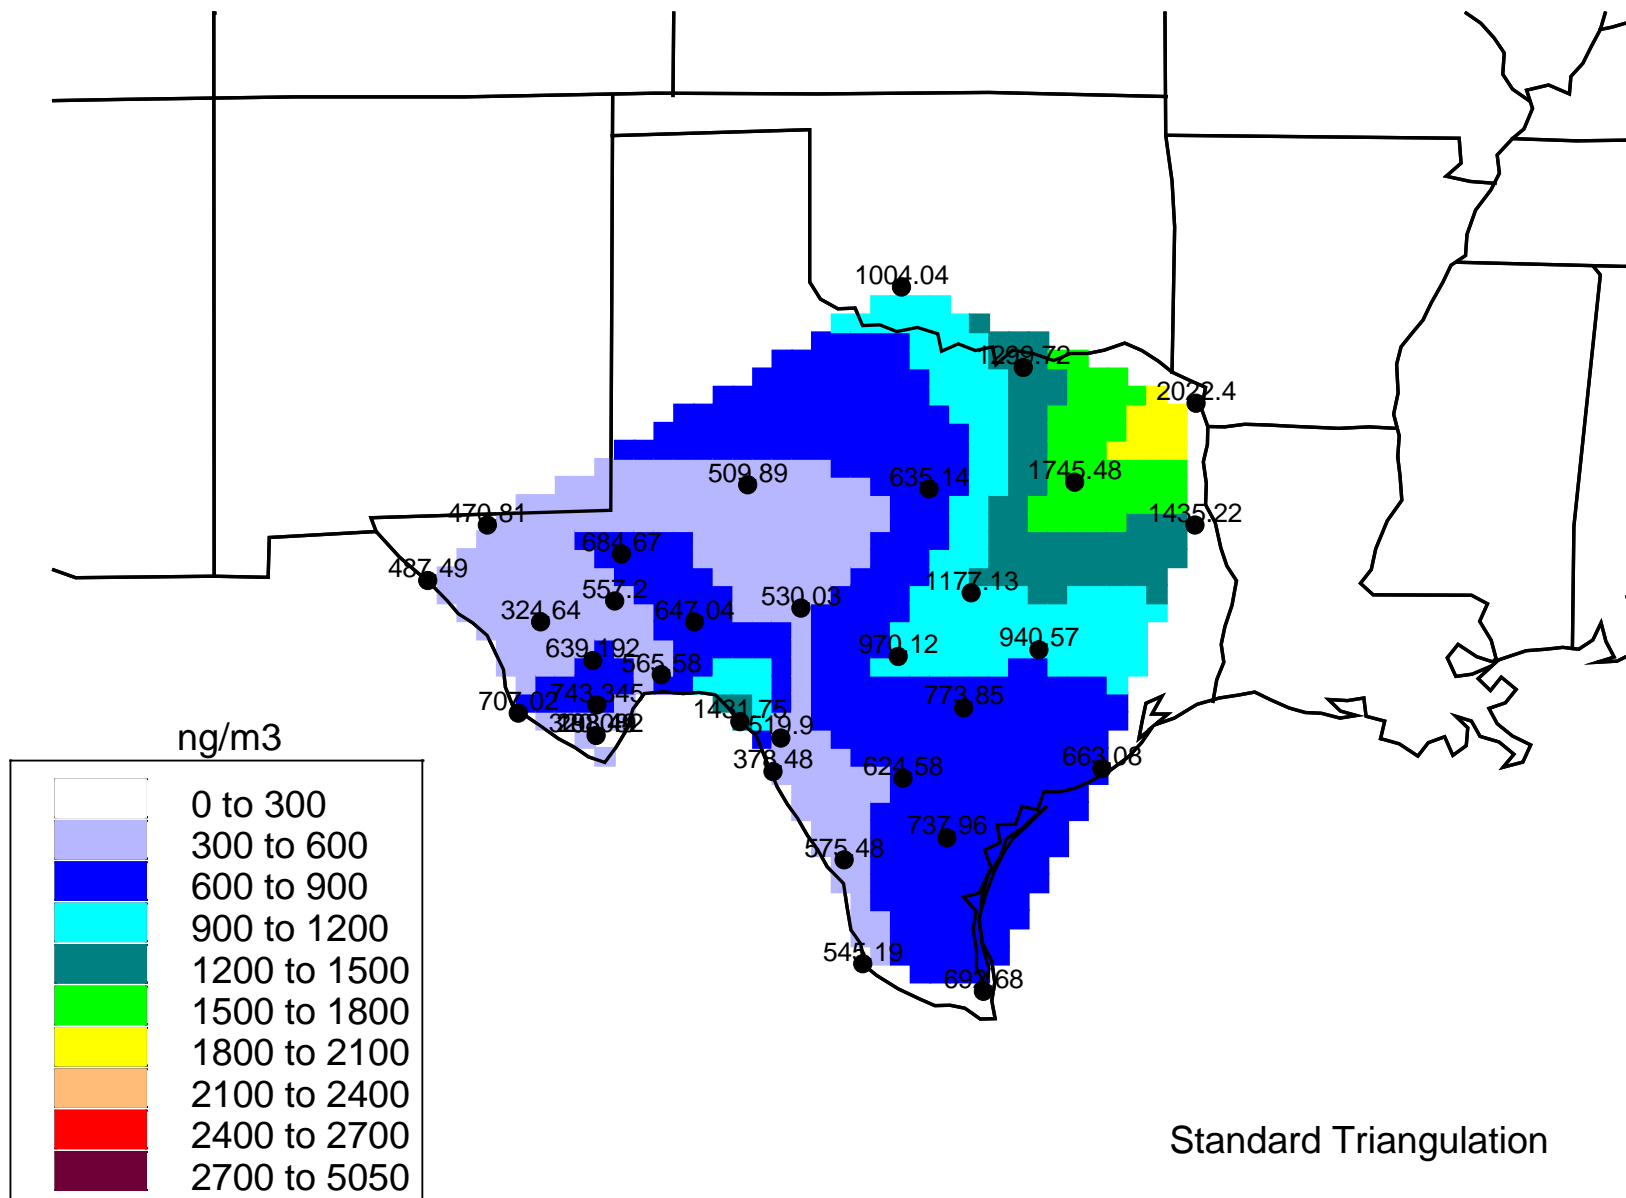 1004.04
1299.72
2022.4
509.89
635.14
1745.48
470.81
1435.22
684.67
487.49
557.2
530.03
1177.13
324.64
647.04
639.192
970.12
940.57
565.58
743.345
707.02
1431.75
773.85
519.9
378.48
624.58
663.08
737.96
575.48
545.19
692.68
ng/m3
0 to 300
300 to 600
600 to 900
900 to 1200
1200 to 1500
1500 to 1800
1800 to 2100
2100 to 2400
2400 to 2700
2700 to 5050
Standard Triangulation